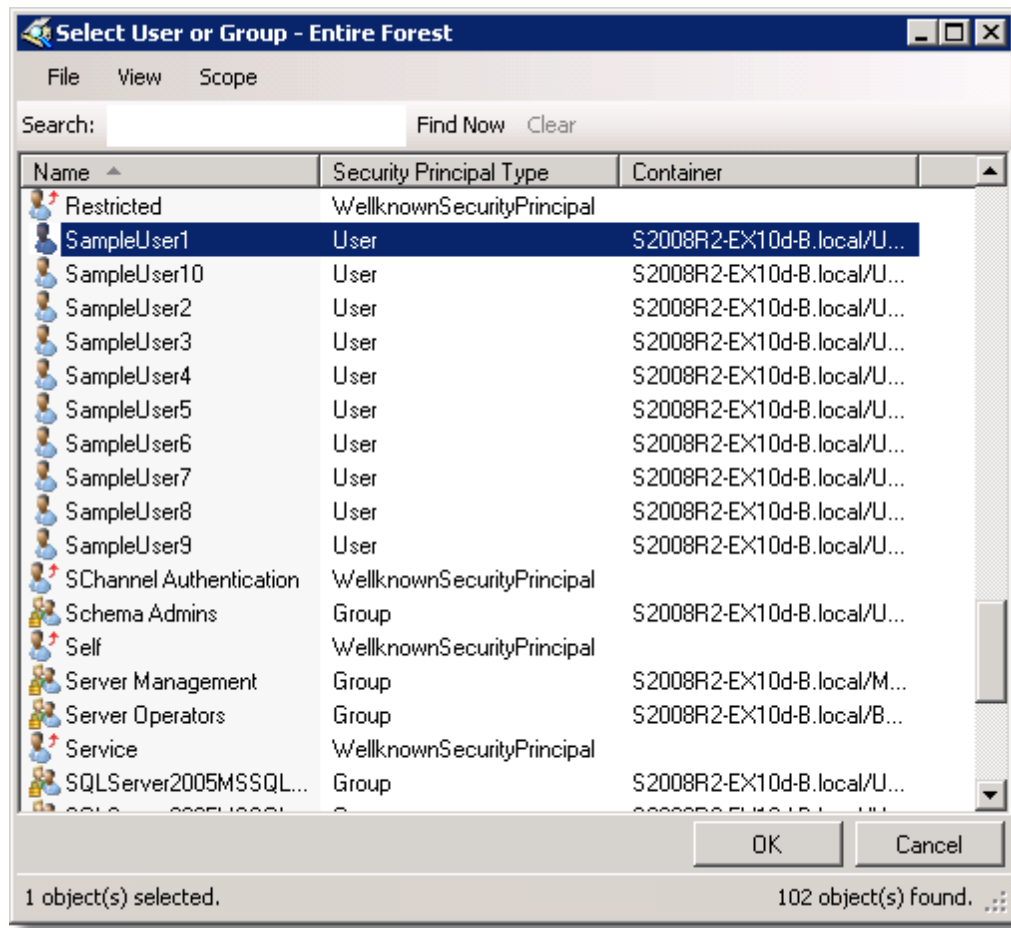 Select User or Group - Entire Forest
File View Scope
Search: Find Now Clear
Name Security Principal Type Container
Restricted WellknownSecurityPrincipal
SampleUser1 User S2008R2-EX10d-B.local/U...
SampleUser10 User S2008R2-EX10d-B.local/U...
SampleUser2 User S2008R2-EX10d-B.local/U...
SampleUser3 User S2008R2-EX10d-B.local/U...
SampleUser4 User S2008R2-EX10d-B.local/U...
SampleUser5 User S2008R2-EX10d-B.local/U...
SampleUser6 User S2008R2-EX10d-B.local/U...
SampleUser7 User S2008R2-EX10d-B.local/U...
SampleUser8 User S2008R2-EX10d-B.local/U...
SampleUser9 User S2008R2-EX10d-B.local/U...
SChannel Authentication WellknownSecurityPrincipal
Schema Admins Group S2008R2-EX10d-B.local/U...
Self WellknownSecurityPrincipal
Server Management Group S2008R2-EX10d-B.local/M...
Server Operators Group S2008R2-EX10d-B.local/B...
Service WellknownSecurityPrincipal
SQLServer2005MSSQL... Group S2008R2-EX10d-B.local/U...
OK Cancel
1 object(s) selected. 102 object(s) found.